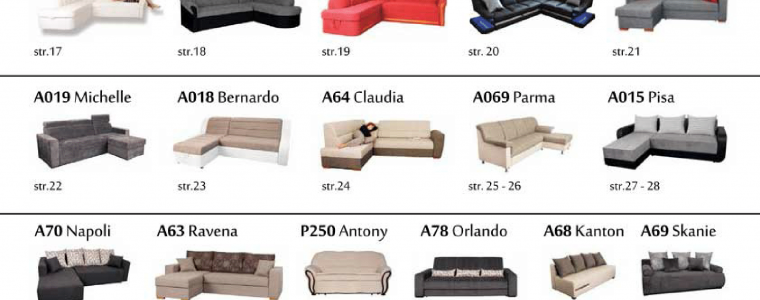 str.17 str.18 str.19 str. 20 str.21
A019 Michelle A018 Bernardo A64 Claudia A069 Parma A015 Pisa
str.22 str.23 str.24 str. 25 - 26 str.27 - 28
A70 Napoli A63 Ravena P250 Antony A78 Orlando A68 Kanton A69 Skanie